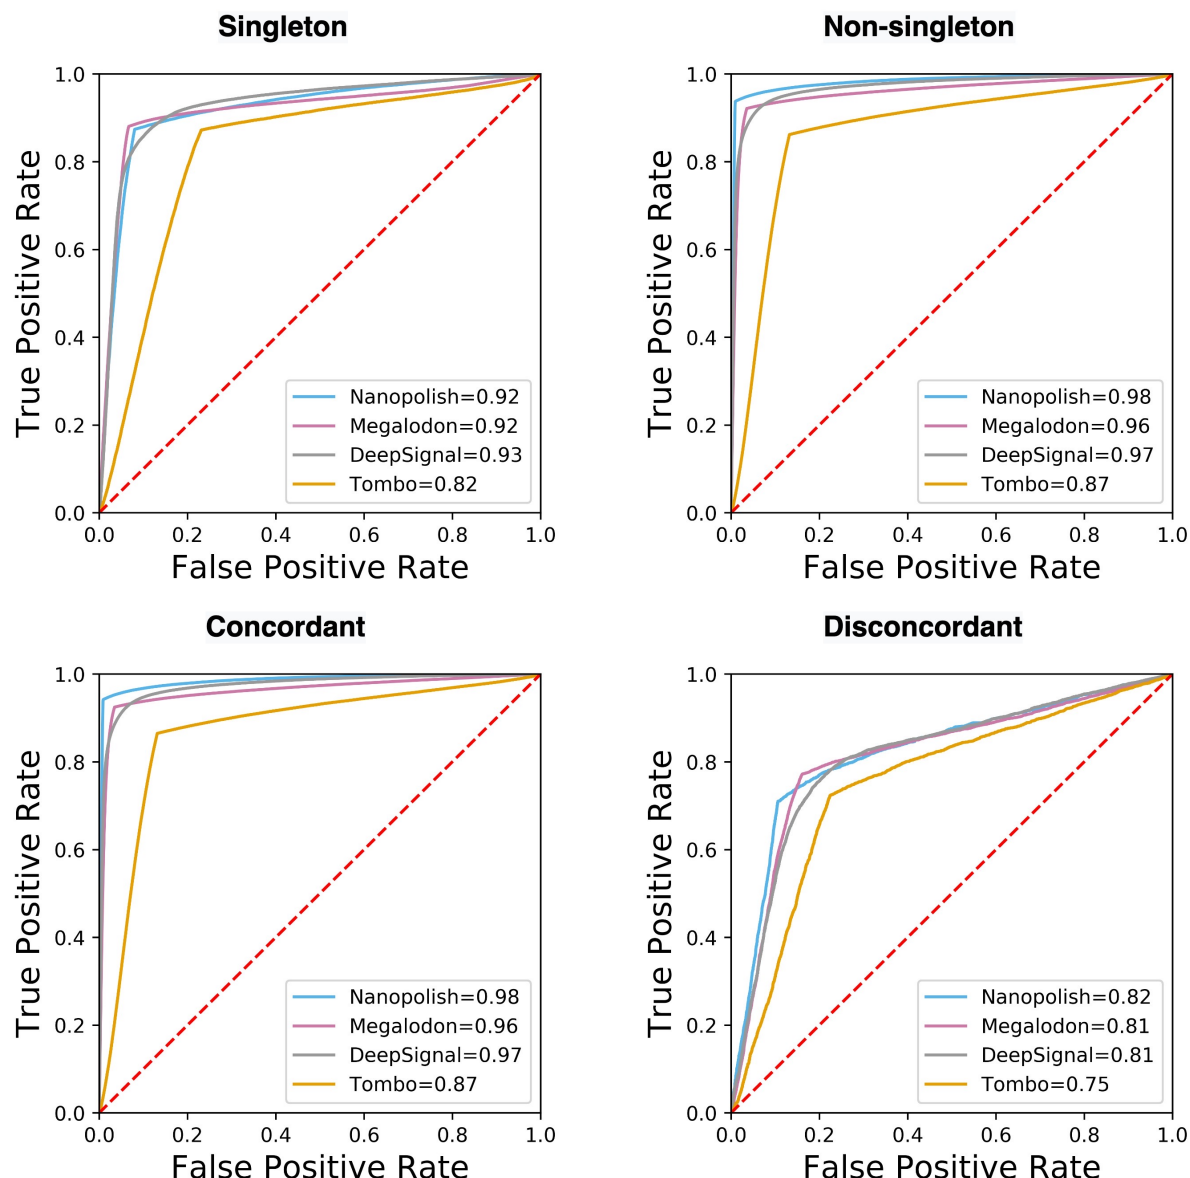 Singleton
1.0
0.8
0.6
0.4
0.2
0.0
True Positive Rate
Nanopolish=0.92
Megalodon=0.92
DeepSignal=0.93
Tombo=0.82
0.0 0.2 0.4 0.6 0.8 1.0
False Positive Rate
Non-singleton
1.0
0.8
0.6
0.4
0.2
0.0
True Positive Rate
Nanopolish=0.98
Megalodon=0.96
DeepSignal=0.97
Tombo=0.87
0.0 0.2 0.4 0.6 0.8 1.0
False Positive Rate
Concordant
1.0
0.8
0.6
0.4
0.2
0.0
True Positive Rate
Nanopolish=0.98
Megalodon=0.96
DeepSignal=0.97
Tombo=0.87
0.0 0.2 0.4 0.6 0.8 1.0
False Positive Rate
Disconcordant
1.0
0.8
0.6
0.4
0.2
0.0
True Positive Rate
Nanopolish=0.82
Megalodon=0.81
DeepSignal=0.81
Tombo=0.75
0.0 0.2 0.4 0.6 0.8 1.0
False Positive Rate